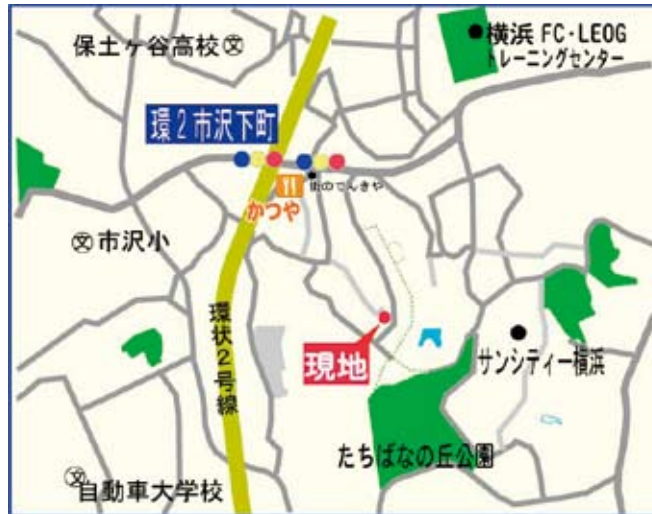 保土ヶ谷高校文
横浜 FC・LEOG
トレーニングセンター
環2市沢下町
街のでんきや
かつや
文市沢小
環状2号線
現地
サンシティー横浜
たちばなの丘公園
文
自動車大学校